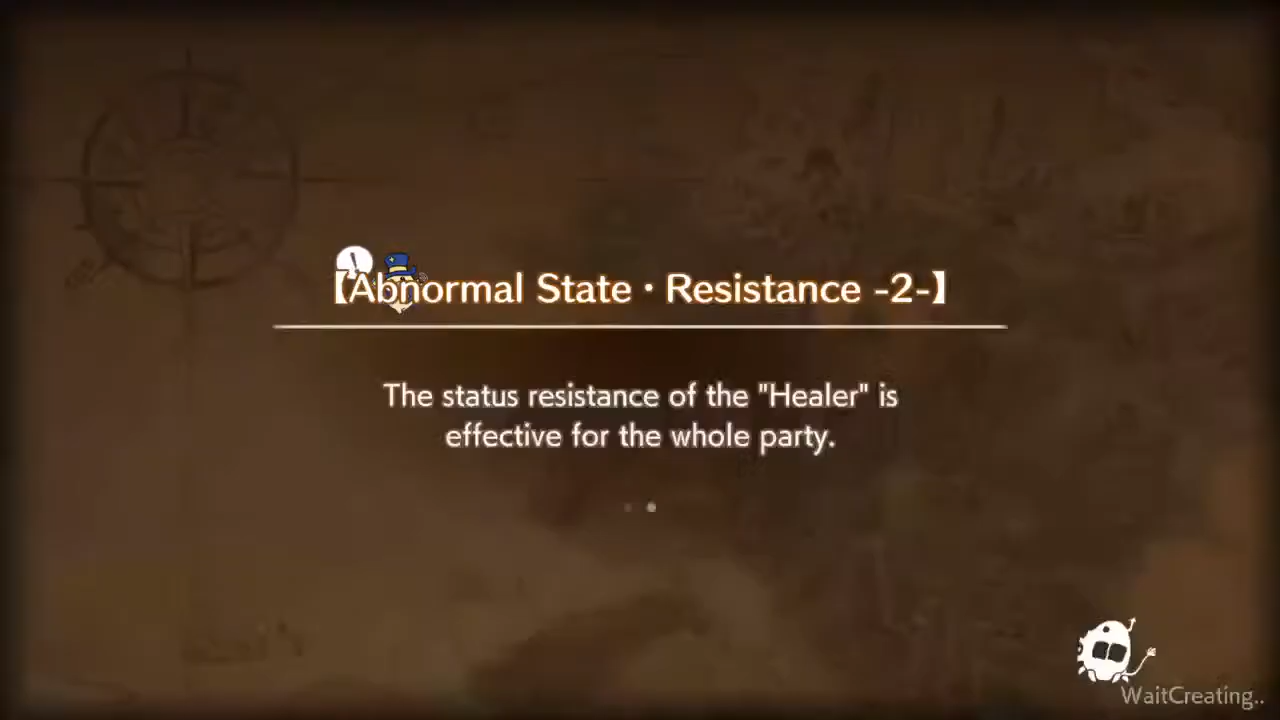 【Abnormal State・Resistance -2-】
The status resistance of the "Healer" is
effective for the whole party.
WaitCreating..